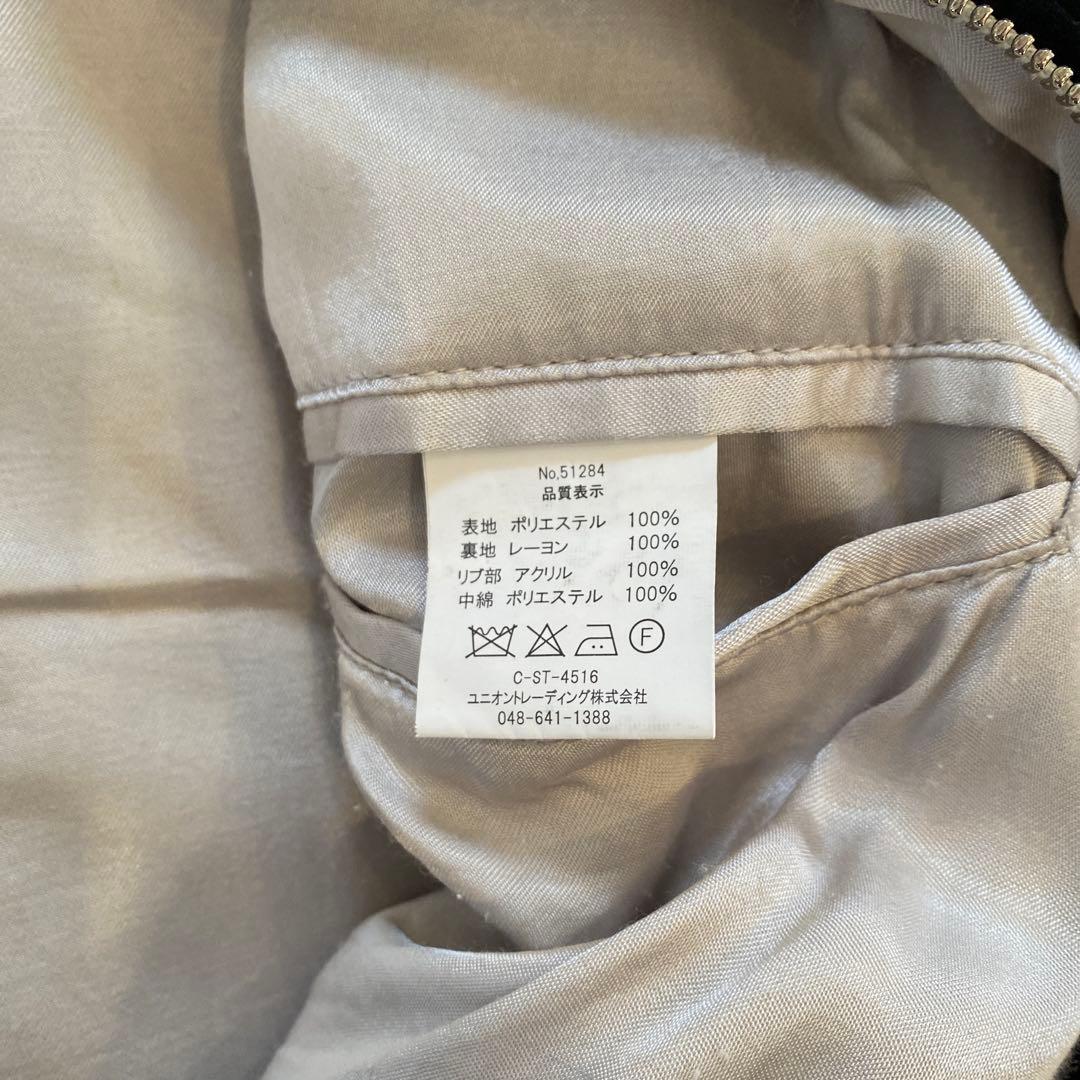 No,51284
品質表示
表地 ポリエステル 100%
裏地 レーヨン 100%
リブ部 アクリル 100%
中綿 ポリエステル 100%
F
C-ST-4516
ユニオントレーディング株式会社
048-641-1388